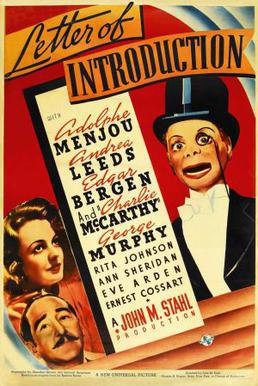 Letter of
INTRODUCTION
WITH
Adolphe
MENJOU
Andrea
LEEDS
Edgar
BERGEN
And "Charlie
McCARTHY"
George
MURPHY
RITA JOHNSON
ANN SHERIDAN
EVE ARDEN
ERNEST COSSART
A JOHN M. STAHL
PRODUCTION
A NEW UNIVERSAL PICTURE